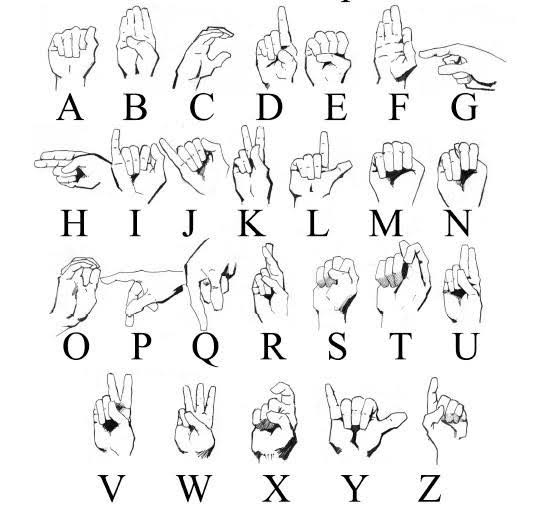 A B C D E F G
H I J K L M N
O P Q R S T U
V W X Y Z